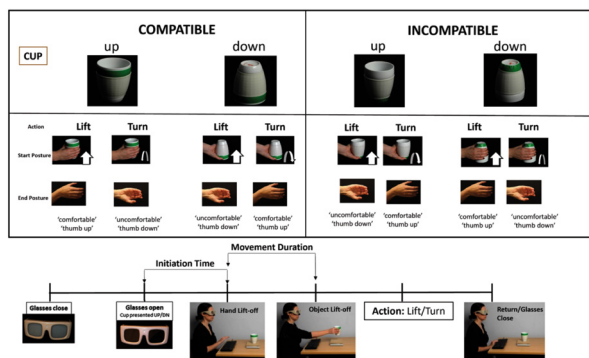 COMPATIBLE
INCOMPATIBLE
CUP
up
down
up
down
Action
Lift
Turn
Lift
Turn
Lift
Turn
Lift
Turn
Start Posture
End Posture
'comfortable' 'uncomfortable' 'uncomfortable' 'comfortable' 'uncomfortable' 'comfortable' 'comfortable' 'uncomfortable'
'thumb up' 'thumb down' 'thumb down' 'thumb up' 'thumb down' 'thumb up' 'thumb up' 'thumb down'
Movement Duration
Initiation Time
Glasses close
Glasses open
Cup presented UP/DN
Hand Lift-off
Object Lift-off
Action: Lift/Turn
Return/Glasses
Close